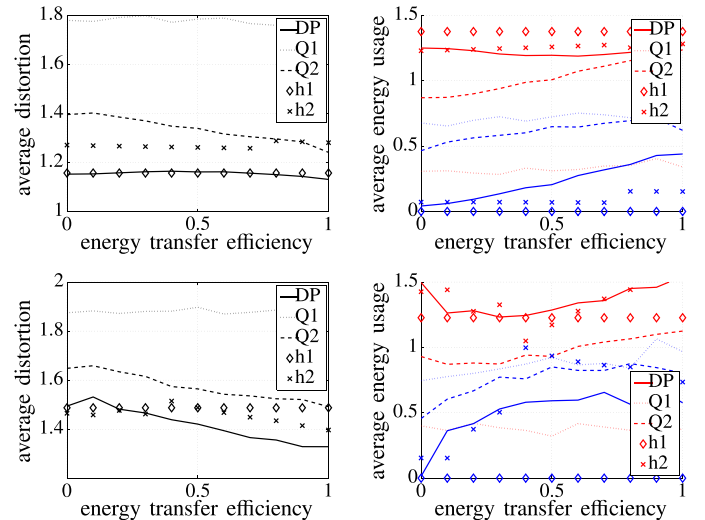 average distortion
1.8
1.6
1.4
1.2
1
0
0.5
1
energy transfer efficiency
DP
Q1
Q2
h1
h2
average energy usage
1.5
1
0.5
0
0
0.5
1
energy transfer efficiency
DP
Q1
Q2
h1
h2
average distortion
2
1.8
1.6
1.4
0
0.5
1
energy transfer efficiency
DP
Q1
Q2
h1
h2
average energy usage
1.5
1
0.5
0
0
0.5
1
energy transfer efficiency
DP
Q1
Q2
h1
h2